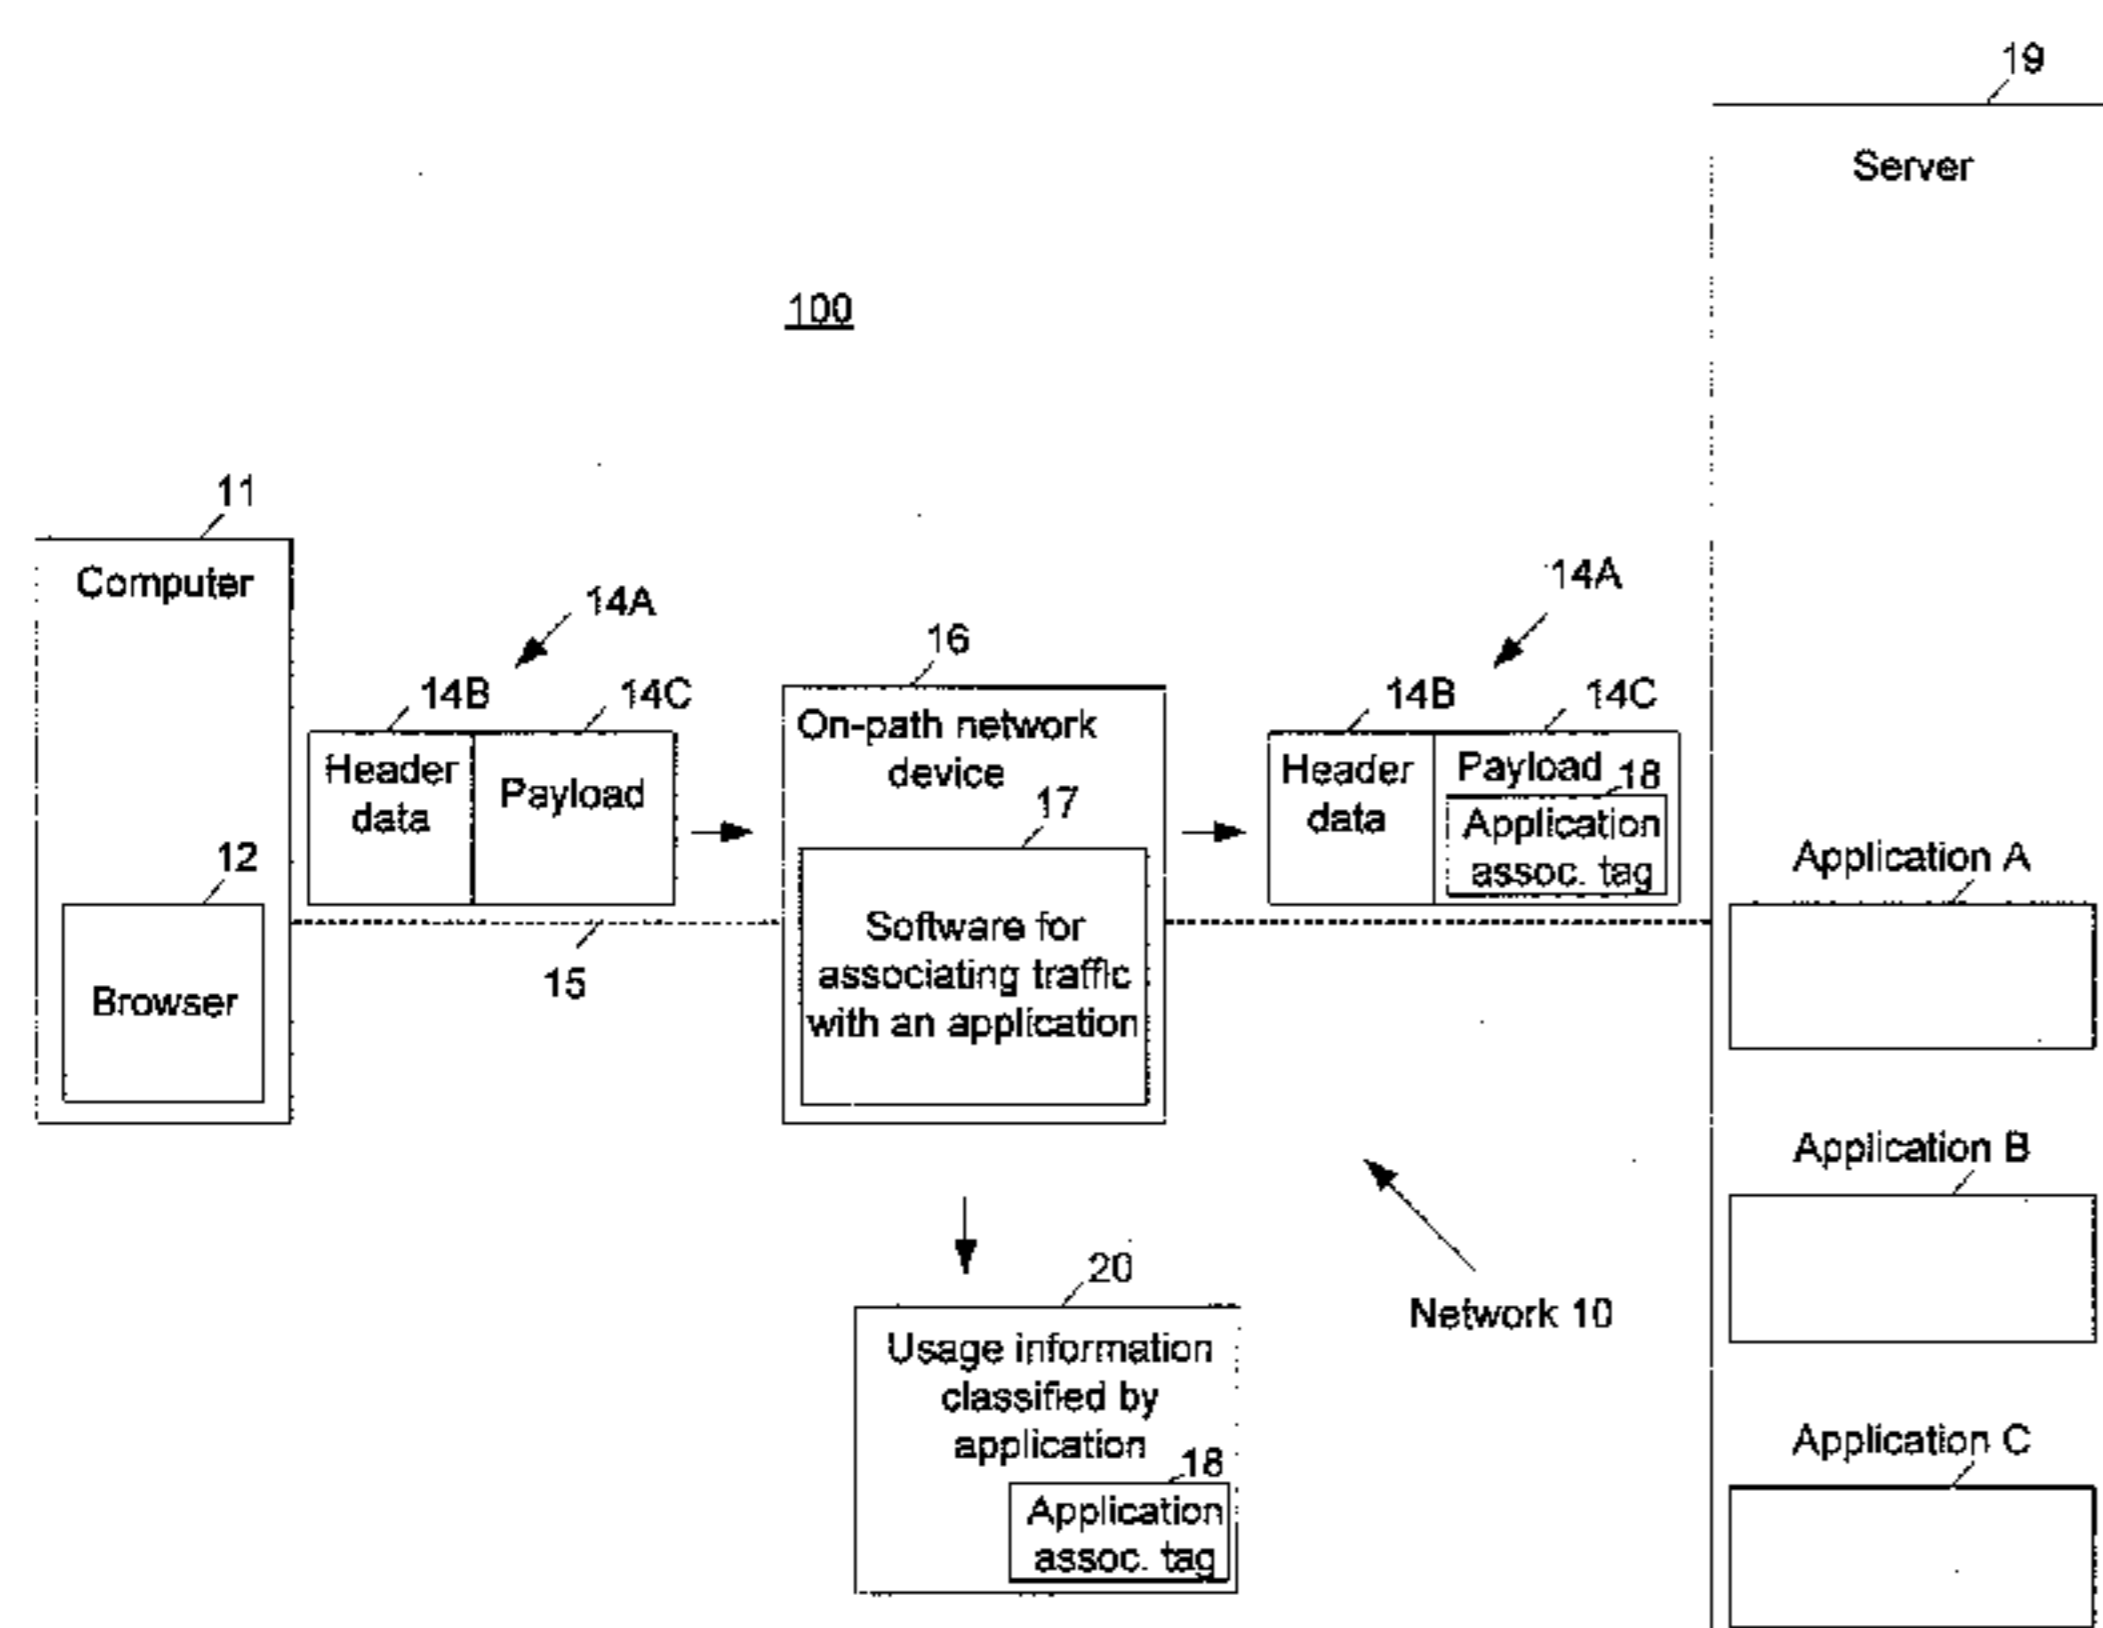 19
Server
100
11
Computer
14A
14A
16
14B
14C
14B
14C
On-path network
device
Header
data
Payload
Header
data
Payload
18
Application
assoc. tag
17
12
Application A
Software for
associating traffic
with an application
Browser
15
Application B
20
Network 10
Usage information
classified by
application
18
Application
assoc. tag
Application C